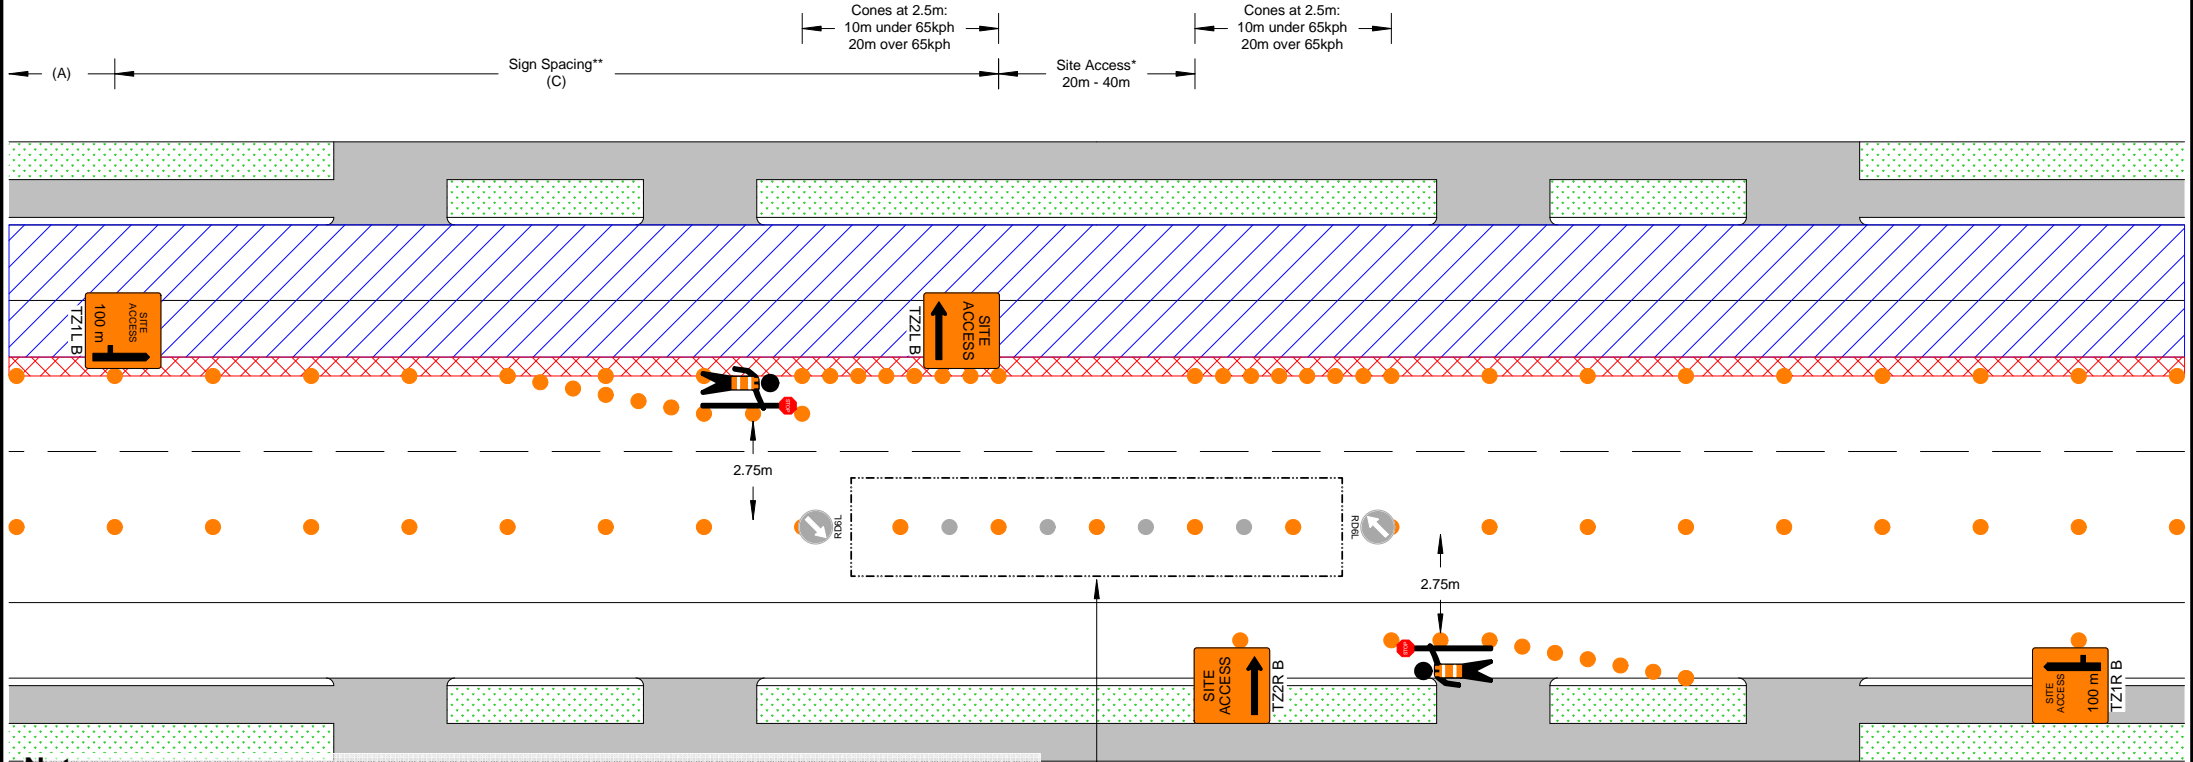 Cones at 2.5m:
10m under 65kph
20m over 65kph
Cones at 2.5m:
10m under 65kph
20m over 65kph
(A)
Sign Spacing**
(C)
Site Access*
20m - 40m
SITE
ACCESS
100 m
TZ1L B
SITE
ACCESS
TZ2L B
STOP
2.75m
RD6L
RD6L
2.75m
STOP
SITE
ACCESS
TZ2R B
SITE
ACCESS
100 m
TZ1R B